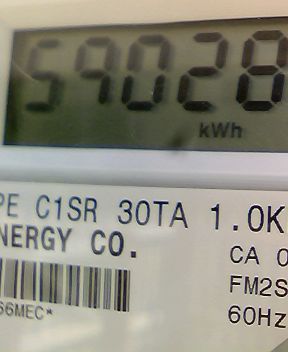 59028
kWh
PE C1SR 30TA 1.0K
NERGY CO.
CA 0
FM2S
66MEC*
60Hz